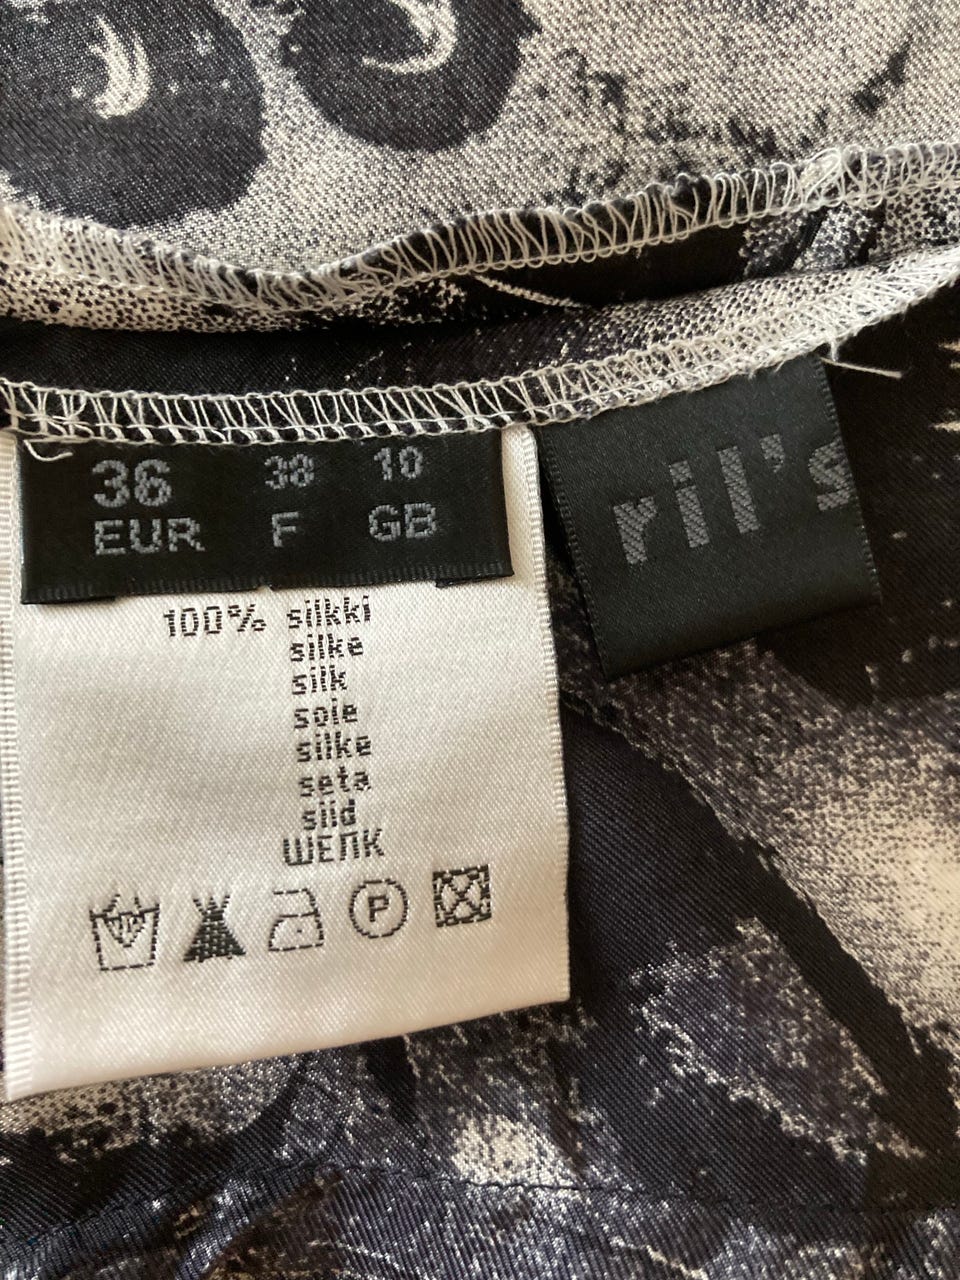 36 38 10
EUR F GB
ril's
100% silkki
silke
silk
soie
silke
seta
siid
ШЕЛК
P